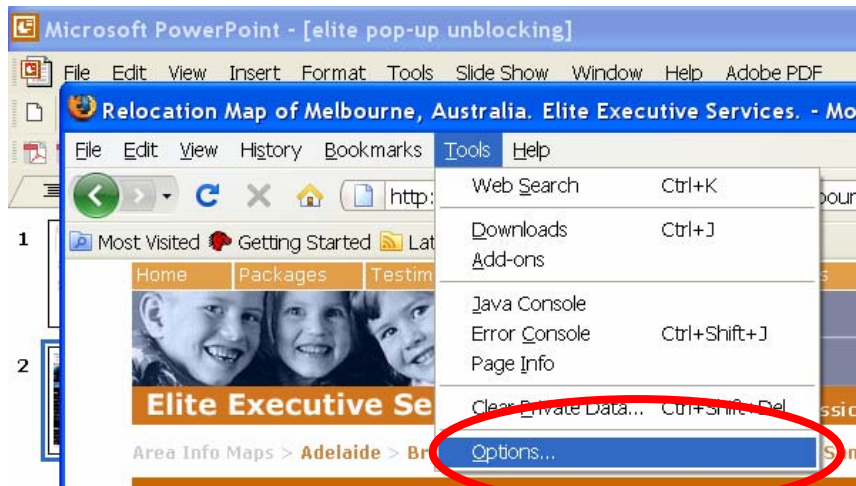 Microsoft PowerPoint - [elite pop-up unblocking]
File Edit View Insert Format Tools Slide Show Window Help Adobe PDF
Relocation Map of Melbourne, Australia. Elite Executive Services. - Mo
File Edit View History Bookmarks Tools Help
http:
Web Search Ctrl+K
Most Visited Getting Started Lat
Downloads Ctrl+J
Add-ons
Home Packages Testim
Java Console
Error Console Ctrl+Shift+J
Page Info
1
2
Clear Private Data... Ctrl+Shift+Del
Elite Executive Se
Options...
Area Info Maps > Adelaide > Br